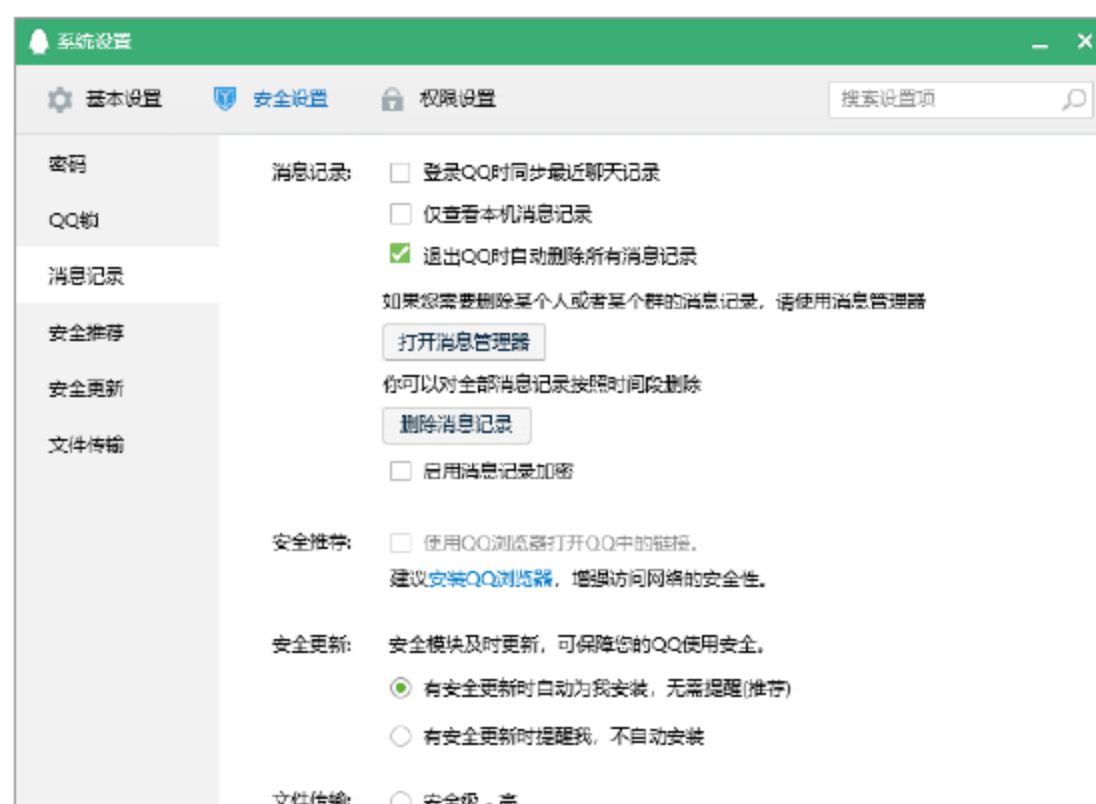 系统设置
基本设置 安全设置 权限设置 搜索设置项
密码
QQ锁
消息记录
安全推荐
安全更新
文件传输
消息记录: 登录QQ时同步最近聊天记录
仅查看本机消息记录
退出QQ时自动删除所有消息记录
如果您需要删除某个人或者某个群的消息记录，请使用消息管理器
打开消息管理器
你可以对全部消息记录按照时间段删除
删除消息记录
启用消息记录加密
安全推荐: 使用QQ浏览器打开QQ中的链接。
建议安装QQ浏览器，增强访问网络的安全性。
安全更新: 安全模块及时更新，可保障您的QQ使用安全。
有安全更新时自动为我安装，无需提醒(推荐)
有安全更新时提醒我，不自动安装
文件传输: 安全级 - 高